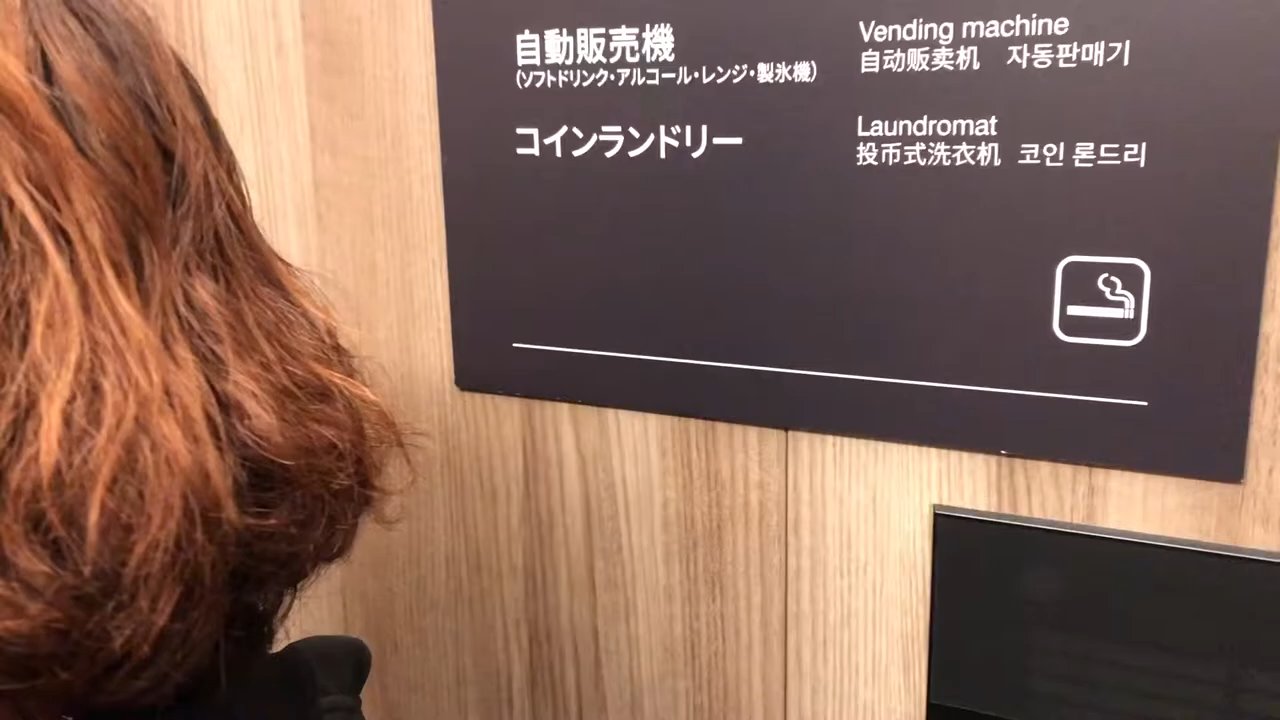 自動販売機
(ソフトドリンク・アルコール・レンジ・製氷機)
Vending machine
自动贩卖机 자동판매기
コインランドリー
Laundromat
投币式洗衣机 코인 론드리